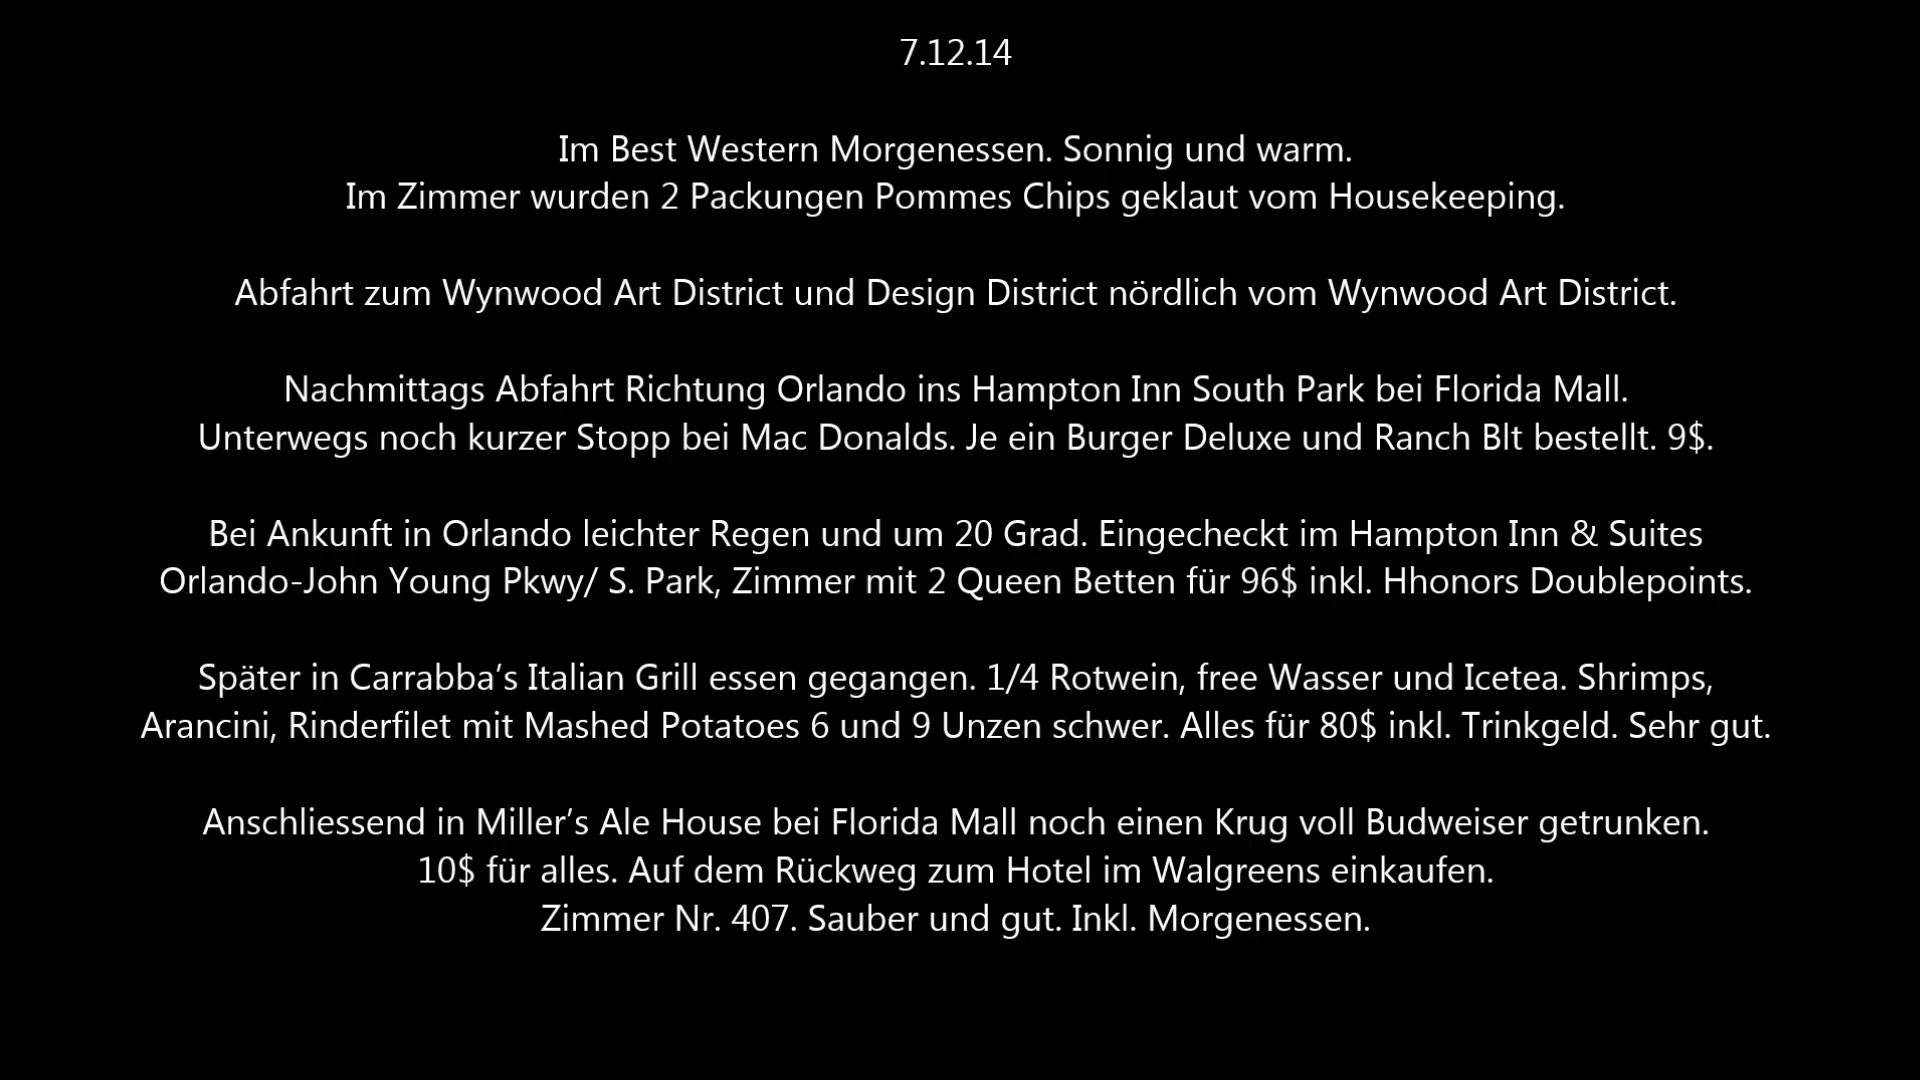 7.12.14
Im Best Western Morgenessen. Sonnig und warm.
Im Zimmer wurden 2 Packungen Pommes Chips geklaut vom Housekeeping.
Abfahrt zum Wynwood Art District und Design District nördlich vom Wynwood Art District.
Nachmittags Abfahrt Richtung Orlando ins Hampton Inn South Park bei Florida Mall.
Unterwegs noch kurzer Stopp bei Mac Donalds. Je ein Burger Deluxe und Ranch Blt bestellt. 9$.
Bei Ankunft in Orlando leichter Regen und um 20 Grad. Eingecheckt im Hampton Inn & Suites
Orlando-John Young Pkwy/ S. Park, Zimmer mit 2 Queen Betten für 96$ inkl. Hhonors Doublepoints.
Später in Carrabba’s Italian Grill essen gegangen. 1/4 Rotwein, free Wasser und Icetea. Shrimps,
Arancini, Rinderfilet mit Mashed Potatoes 6 und 9 Unzen schwer. Alles für 80$ inkl. Trinkgeld. Sehr gut.
Anschliessend in Miller’s Ale House bei Florida Mall noch einen Krug voll Budweiser getrunken.
10$ für alles. Auf dem Rückweg zum Hotel im Walgreens einkaufen.
Zimmer Nr. 407. Sauber und gut. Inkl. Morgenessen.